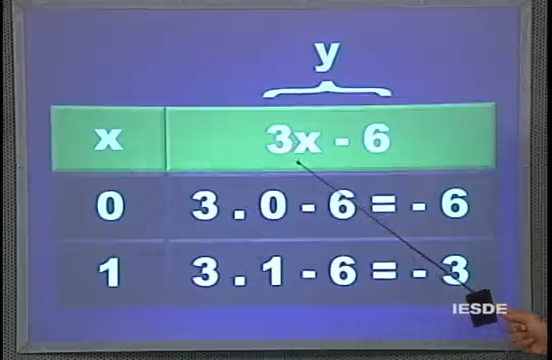 y
x 3x - 6
0 3 . 0 - 6 = - 6
1 3 . 1 - 6 = - 3
IESDE